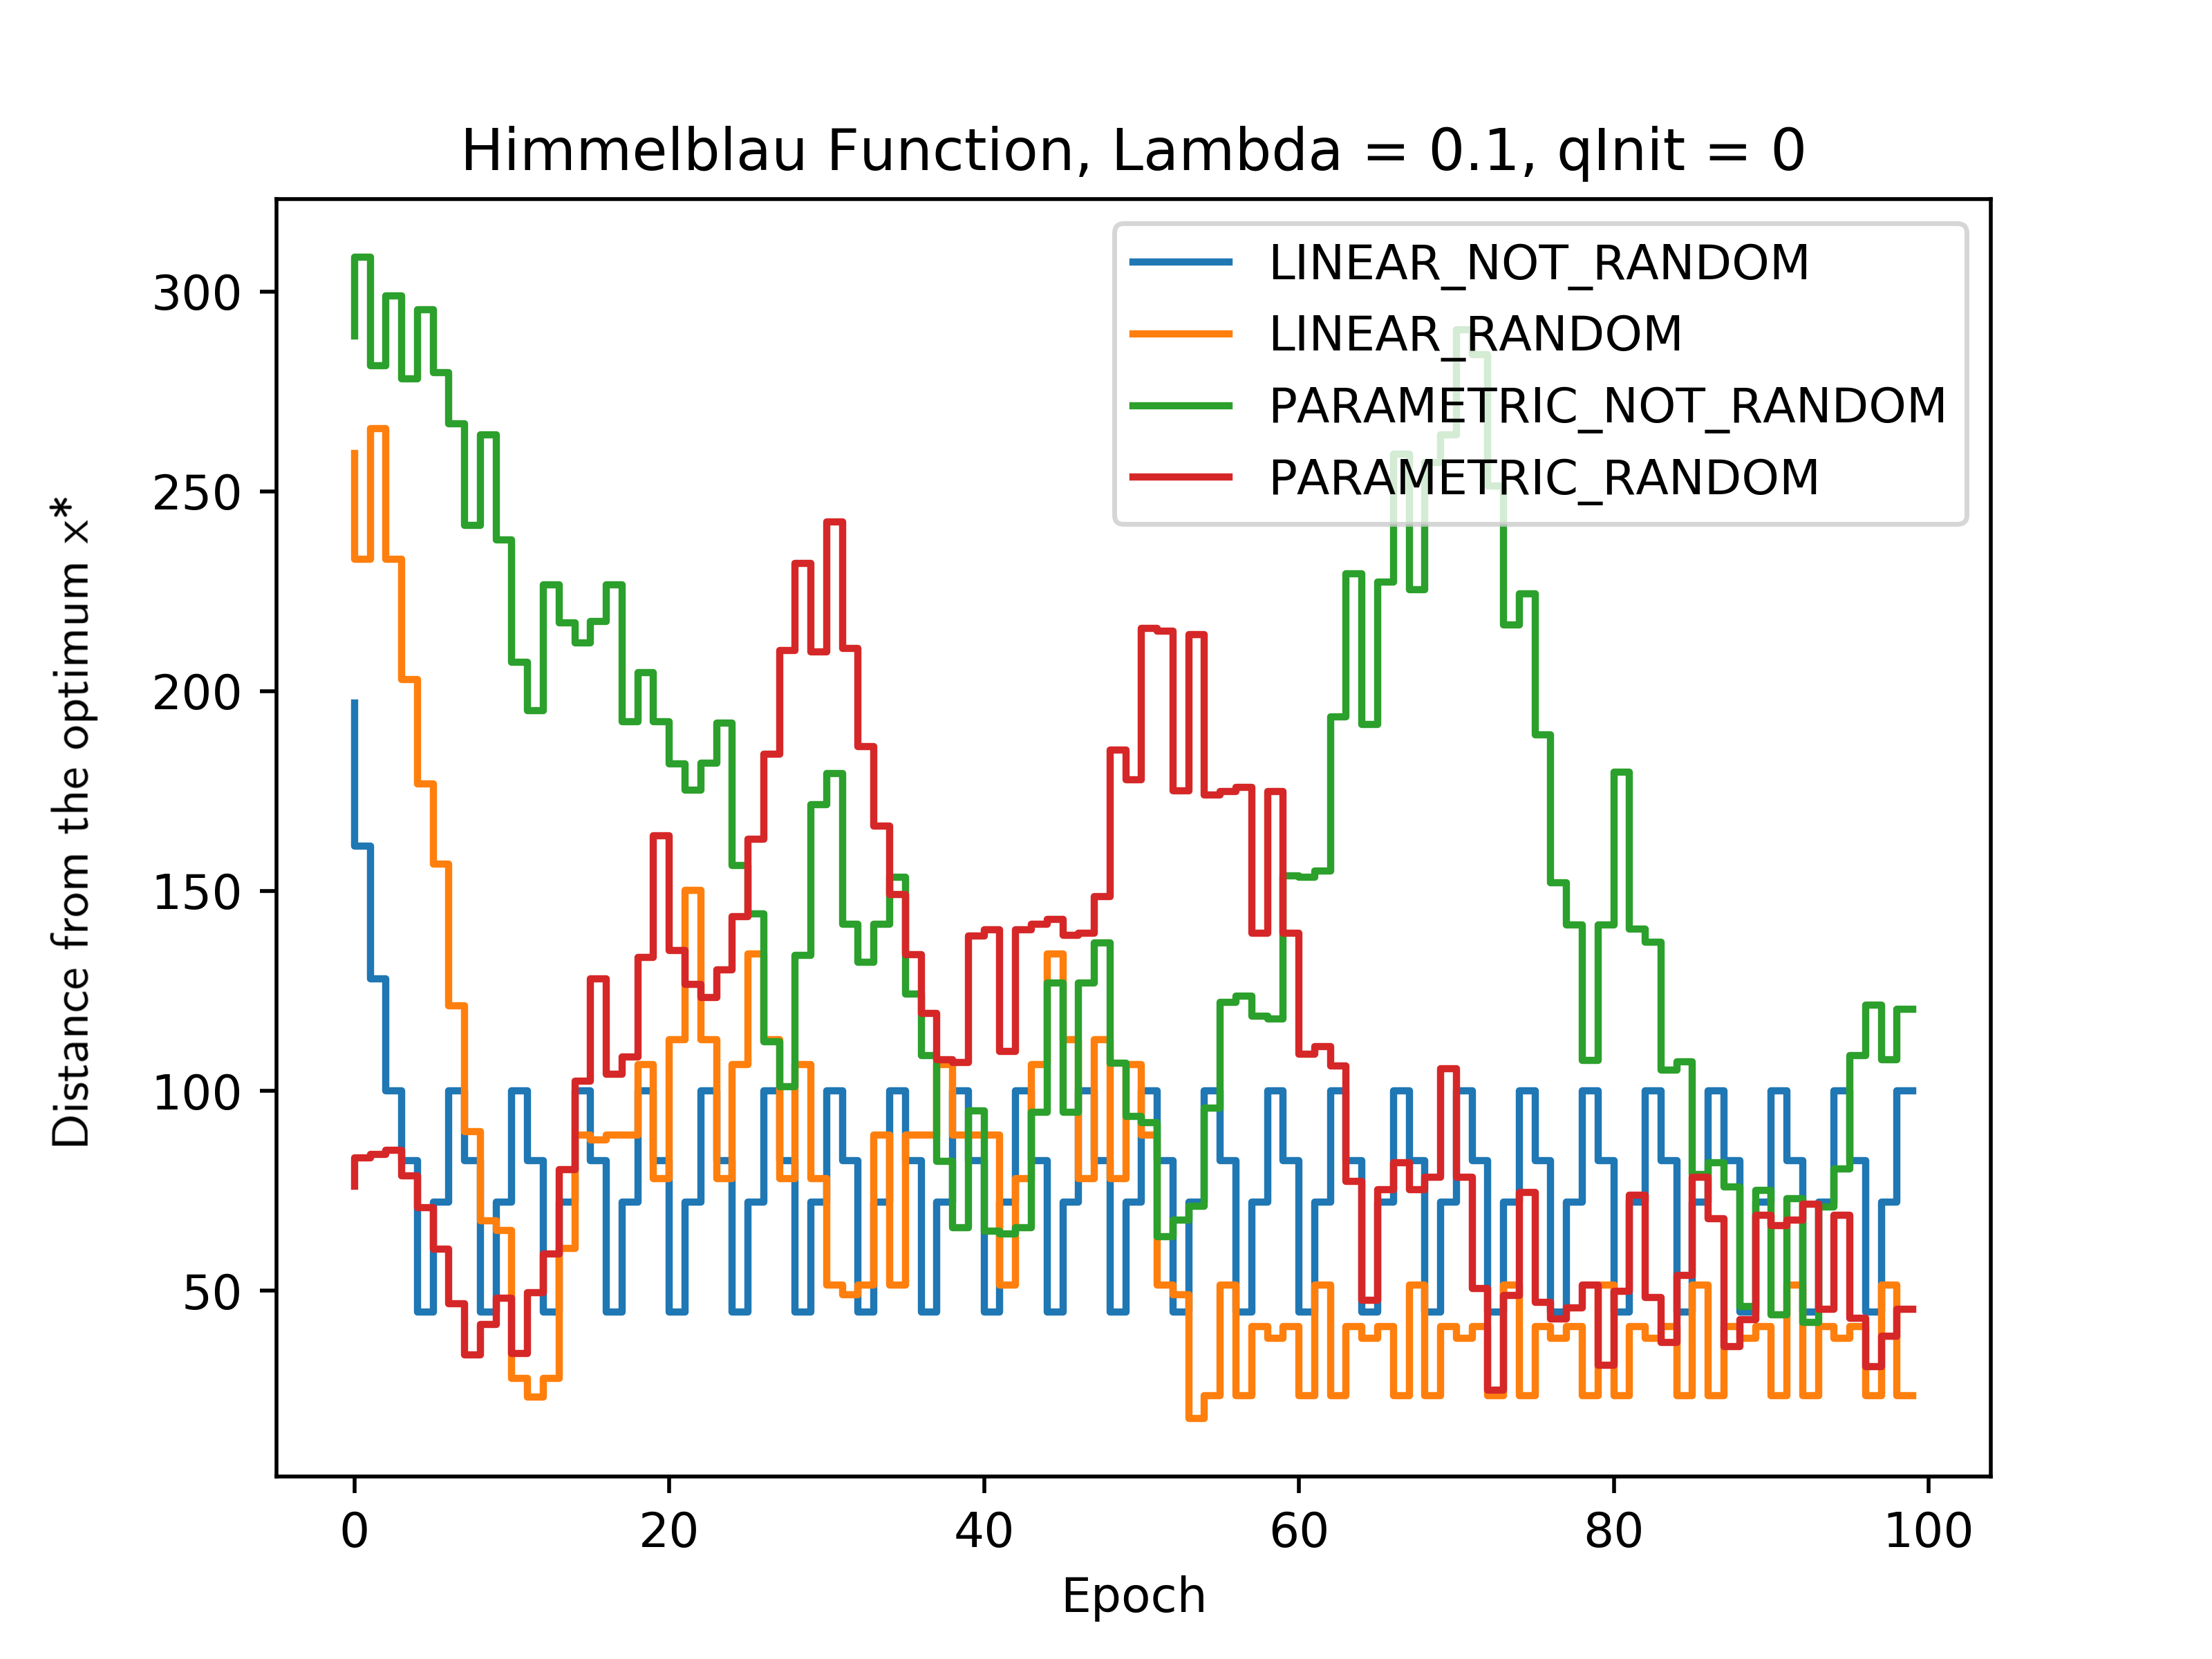 Himmelblau Function, Lambda = 0.1, qInit = 0
LINEAR_NOT_RANDOM
LINEAR_RANDOM
PARAMETRIC_NOT_RANDOM
PARAMETRIC_RANDOM
Distance from the optimum x*
300
250
200
150
100
50
0 20 40 60 80 100
Epoch